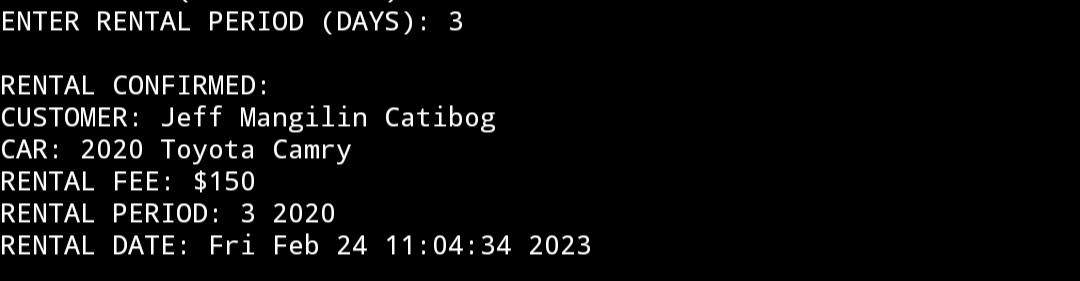 ENTER RENTAL PERIOD (DAYS): 3
RENTAL CONFIRMED:
CUSTOMER: Jeff Mangilin Catibog
CAR: 2020 Toyota Camry
RENTAL FEE: $150
RENTAL PERIOD: 3 2020
RENTAL DATE: Fri Feb 24 11:04:34 2023